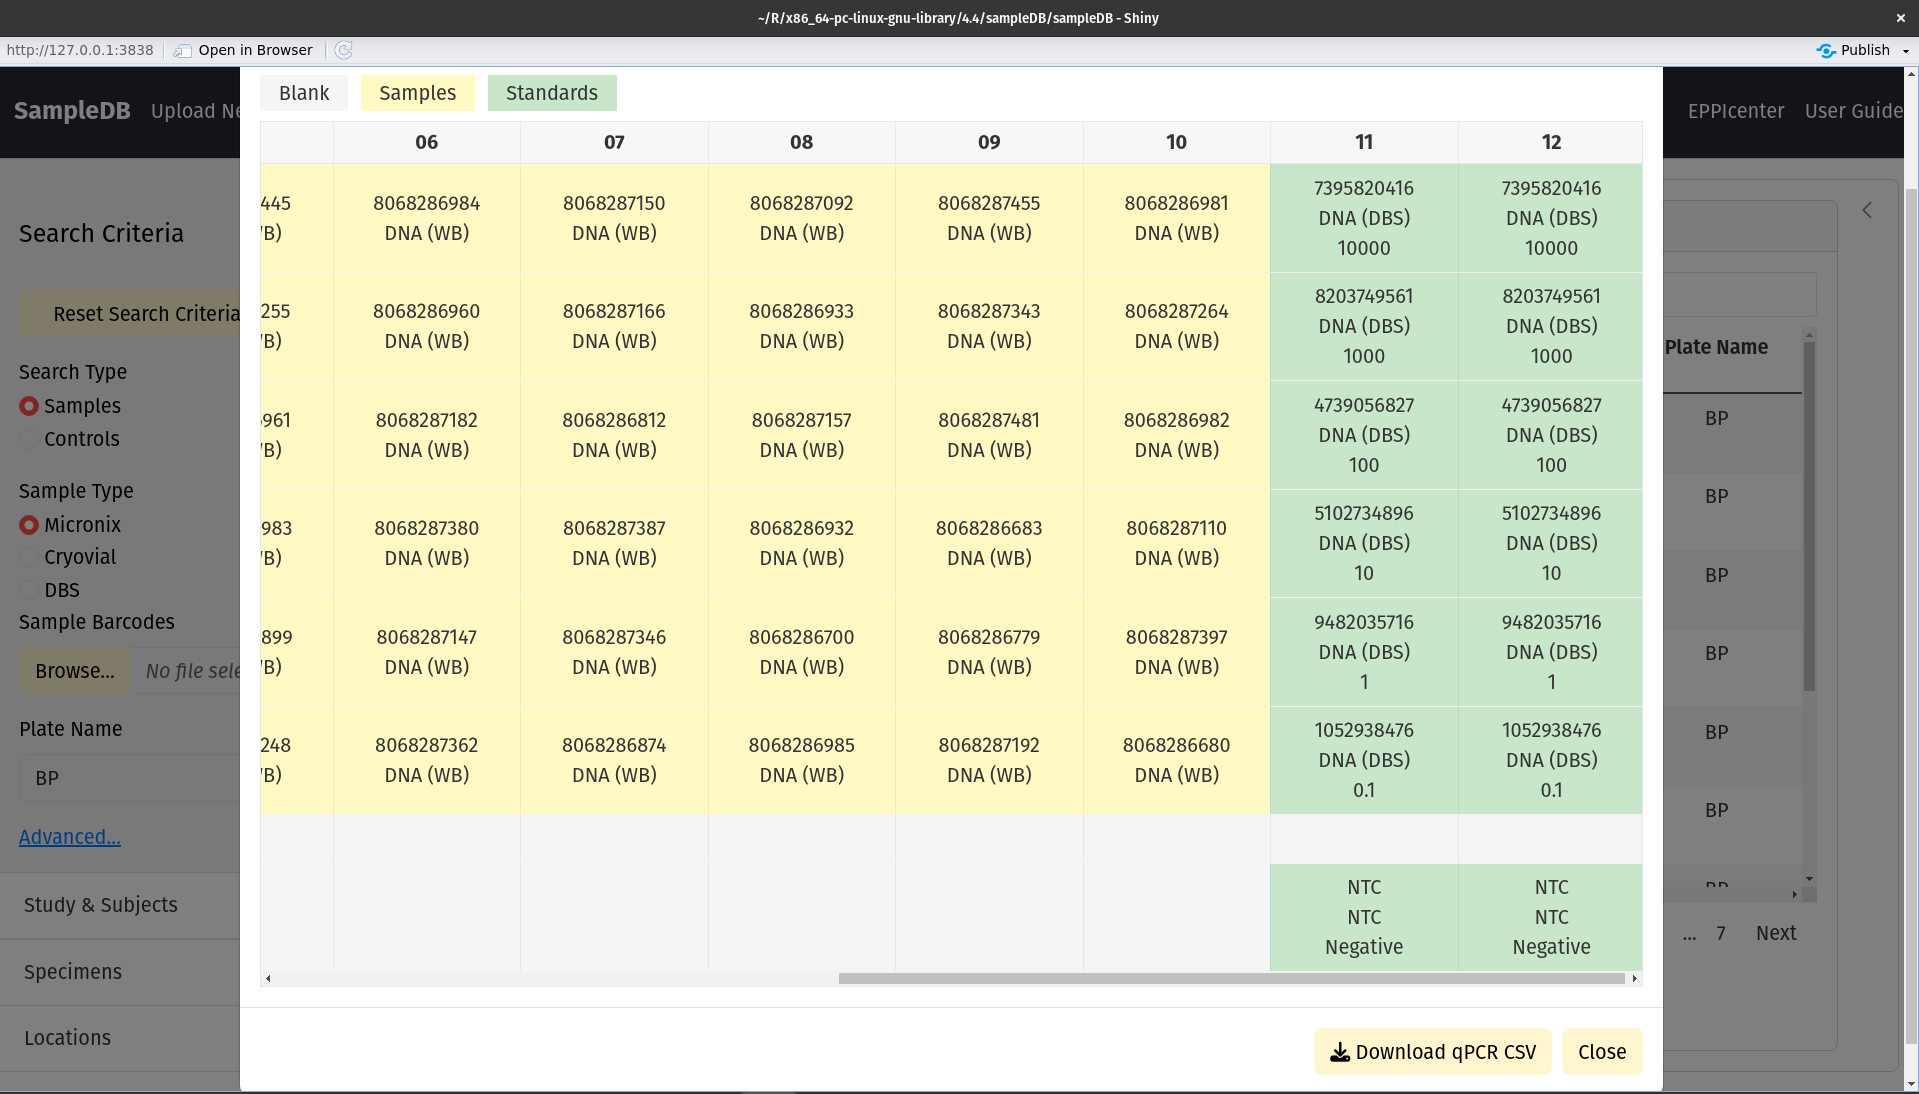 ~/R/x86_64-pc-linux-gnu-library/4.4/sampleDB/sampleDB - Shiny
http://127.0.0.1:3838 Open in Browser Publish
SampleDB Upload Ne EPPIcenter User Guide
Blank Samples Standards
06 07 08 09 10 11 12
445 8068286984 8068287150 8068287092 8068287455 8068286981 7395820416 7395820416
B) DNA (WB) DNA (WB) DNA (WB) DNA (WB) DNA (WB) DNA (DBS) DNA (DBS)
10000 10000
255 8068286960 8068287166 8068286933 8068287343 8068287264 8203749561 8203749561
B) DNA (WB) DNA (WB) DNA (WB) DNA (WB) DNA (WB) DNA (DBS) DNA (DBS)
1000 1000
961 8068287182 8068286812 8068287157 8068287481 8068286982 4739056827 4739056827
B) DNA (WB) DNA (WB) DNA (WB) DNA (WB) DNA (WB) DNA (DBS) DNA (DBS)
100 100
983 8068287380 8068287387 8068286932 8068286683 8068287110 5102734896 5102734896
B) DNA (WB) DNA (WB) DNA (WB) DNA (WB) DNA (WB) DNA (DBS) DNA (DBS)
10 10
899 8068287147 8068287346 8068286700 8068286779 8068287397 9482035716 9482035716
B) DNA (WB) DNA (WB) DNA (WB) DNA (WB) DNA (WB) DNA (DBS) DNA (DBS)
1 1
248 8068287362 8068286874 8068286985 8068287192 8068286680 1052938476 1052938476
B) DNA (WB) DNA (WB) DNA (WB) DNA (WB) DNA (WB) DNA (DBS) DNA (DBS)
0.1 0.1
NTC NTC
NTC NTC
Negative Negative
Download qPCR CSV Close
Search Criteria
Reset Search Criteria
Search Type
Samples
Controls
Sample Type
Micronix
Cryovial
DBS
Sample Barcodes
Browse... No file sele
Plate Name
BP
Advanced...
Study & Subjects
Specimens
Locations
Plate Name
BP
BP
BP
BP
BP
BP
BP
... 7 Next